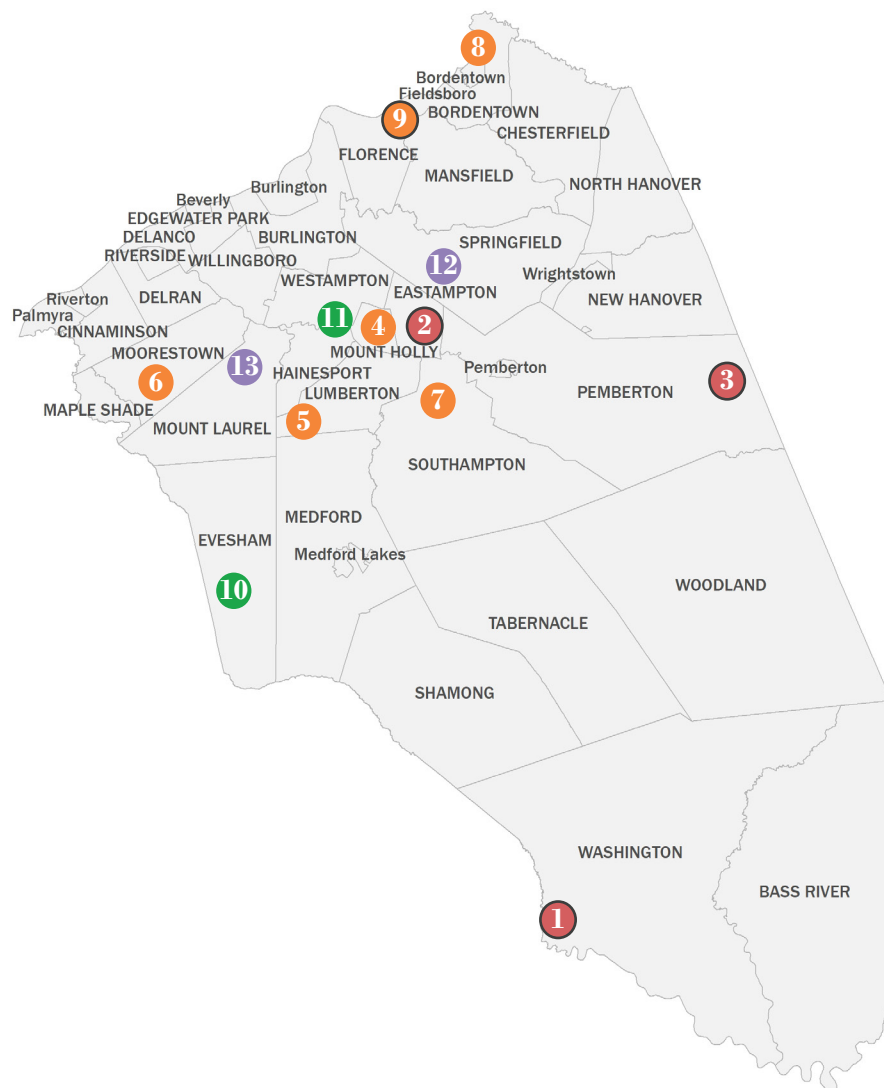 8
Bordentown
Fieldsboro
9
BORDENTOWN
CHESTERFIELD
FLORENCE
MANSFIELD
NORTH HANOVER
Burlington
Beverly
EDGEWATER PARK
DELANCO
BURLINGTON
SPRINGFIELD
RIVERSIDE
WILLINGBORO
12
Wrightstown
WESTAMPTON
EASTAMPTON
NEW HANOVER
Riverton
DELRAN
Palmyra
11
4
2
CINNAMINSON
MOORESTOWN
MOUNT HOLLY
13
HAINESPORT
Pemberton
6
3
LUMBERTON
PEMBERTON
7
MAPLE SHADE
5
MOUNT LAUREL
SOUTHAMPTON
MEDFORD
EVESHAM
Medford Lakes
10
WOODLAND
TABERNACLE
SHAMONG
WASHINGTON
BASS RIVER
1